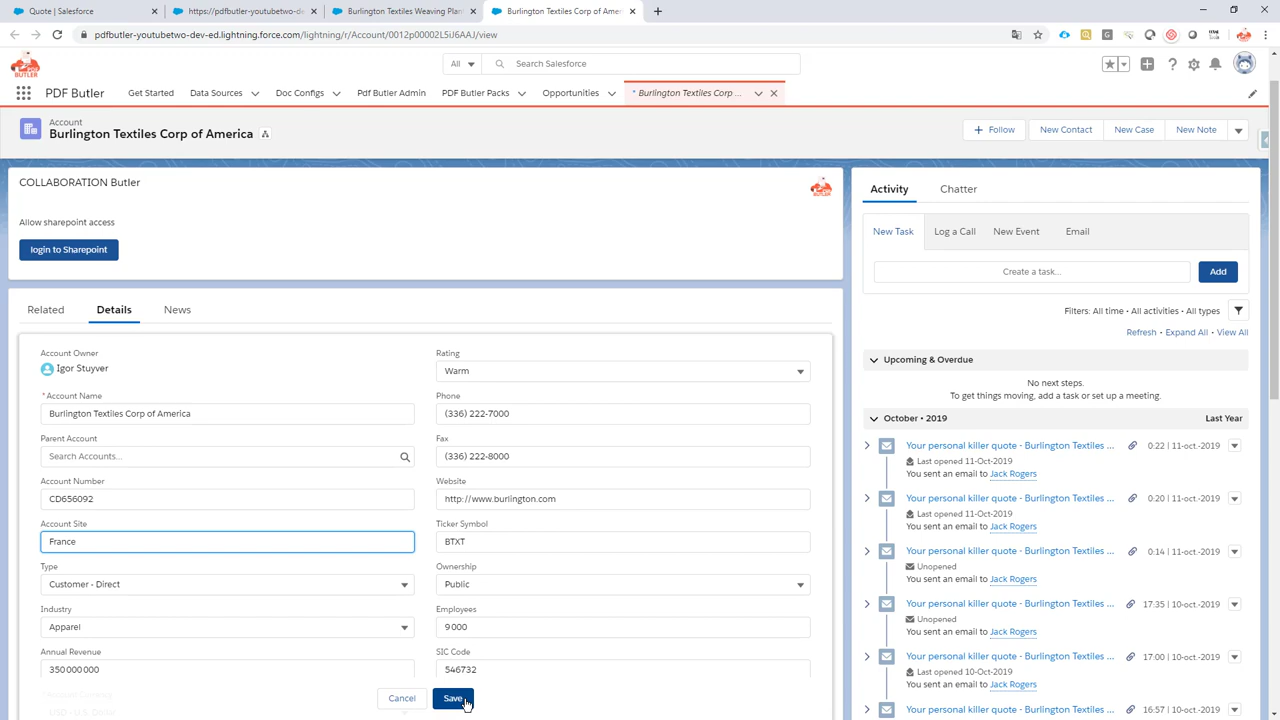 Quote | Salesforce
https://pdfbutler-youtubetwo-de
Burlington Textiles Weaving Plan
Burlington Textiles Corp of Amer
pdfbutler-youtubetwo-dev-ed.lightning.force.com/lightning/r/Account/0012p00002L5iJ6AAJ/view
PDF BUTLER
All
Search Salesforce
PDF Butler
Get Started
Data Sources
Doc Configs
Pdf Butler Admin
PDF Butler Packs
Opportunities
* Burlington Textiles Corp ...
Account
Burlington Textiles Corp of America
Follow
New Contact
New Case
New Note
COLLABORATION Butler
Allow sharepoint access
login to Sharepoint
Related
Details
News
Account Owner
Igor Stuyver
Rating
Warm
* Account Name
Burlington Textiles Corp of America
Phone
(336) 222-7000
Parent Account
Search Accounts...
Fax
(336) 222-8000
Account Number
CD656092
Website
http://www.burlington.com
Account Site
France
Ticker Symbol
BTXT
Type
Customer - Direct
Ownership
Public
Industry
Apparel
Employees
9 000
Annual Revenue
350 000 000
SIC Code
546732
USD - U.S. Dollar
Cancel
Save
Activity
Chatter
New Task
Log a Call
New Event
Email
Create a task...
Add
Filters: All time • All activities • All types
Refresh • Expand All • View All
Upcoming & Overdue
No next steps.
To get things moving, add a task or set up a meeting.
October • 2019
Last Year
Your personal killer quote - Burlington Textiles ...
0:22 | 11-oct.-2019
Last opened 11-Oct-2019
You sent an email to Jack Rogers
Your personal killer quote - Burlington Textiles ...
0:20 | 11-oct.-2019
Last opened 11-Oct-2019
You sent an email to Jack Rogers
Your personal killer quote - Burlington Textiles ...
0:14 | 11-oct.-2019
Unopened
You sent an email to Jack Rogers
Your personal killer quote - Burlington Textiles ...
17:35 | 10-oct.-2019
Unopened
You sent an email to Jack Rogers
Your personal killer quote - Burlington Textiles ...
17:00 | 10-oct.-2019
Last opened 10-Oct-2019
You sent an email to Jack Rogers
Your personal killer quote - Burlington Textiles ...
16:57 | 10-oct.-2019